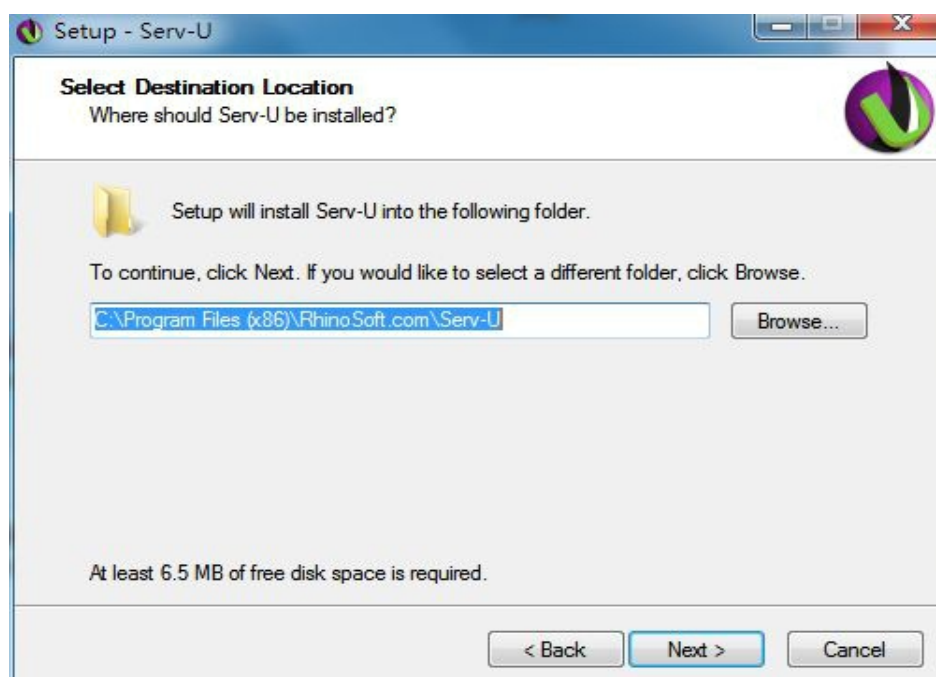 Setup - Serv-U
Select Destination Location
Where should Serv-U be installed?
Setup will install Serv-U into the following folder.
To continue, click Next. If you would like to select a different folder, click Browse.
C:\Program Files (x86)\RhinoSoft.com\Serv-U
Browse...
At least 6.5 MB of free disk space is required.
< Back
Next >
Cancel